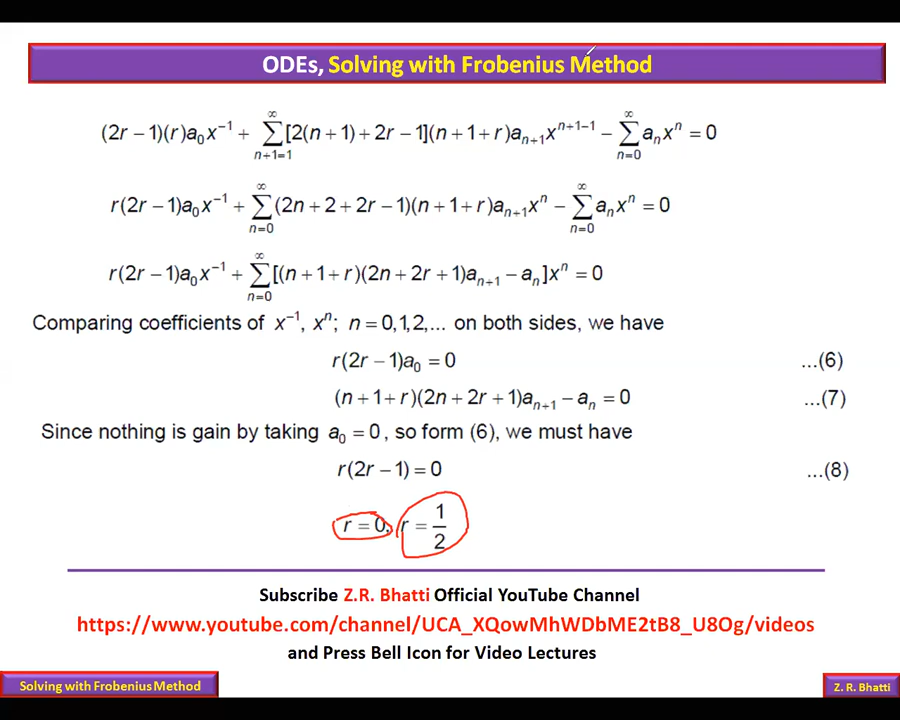 ODEs, Solving with Frobenius Method
(2r − 1)(r)a₀x⁻¹ + ∑_{n+1=1}^{∞} [2(n + 1) + 2r − 1](n + 1 + r)aₙ₊₁xⁿ⁺¹⁻¹ − ∑_{n=0}^{∞} aₙxⁿ = 0
r(2r − 1)a₀x⁻¹ + ∑_{n=0}^{∞} (2n + 2 + 2r − 1)(n + 1 + r)aₙ₊₁xⁿ − ∑_{n=0}^{∞} aₙxⁿ = 0
r(2r − 1)a₀x⁻¹ + ∑_{n=0}^{∞} [(n + 1 + r)(2n + 2r + 1)aₙ₊₁ − aₙ]xⁿ = 0
Comparing coefficients of x⁻¹, xⁿ; n = 0,1,2,... on both sides, we have
r(2r − 1)a₀ = 0 ...(6)
(n + 1 + r)(2n + 2r + 1)aₙ₊₁ − aₙ = 0 ...(7)
Since nothing is gain by taking a₀ = 0, so form (6), we must have
r(2r − 1) = 0 ...(8)
r = 0, r = 1/2
Subscribe Z.R. Bhatti Official YouTube Channel
https://www.youtube.com/channel/UCA_XQowMhWDbME2tB8_U8Og/videos
and Press Bell Icon for Video Lectures
Solving with Frobenius Method
Z. R. Bhatti